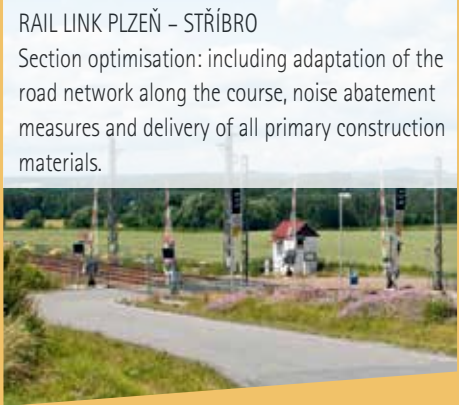 RAIL LINK PLZEŇ – STŘÍBRO
Section optimisation: including adaptation of the
road network along the course, noise abatement
measures and delivery of all primary construction
materials.